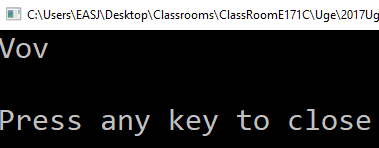 C:\Users\EASJ\Desktop\Classrooms\ClassRoomE171C\Uge\2017Ug
Vov
Press any key to close